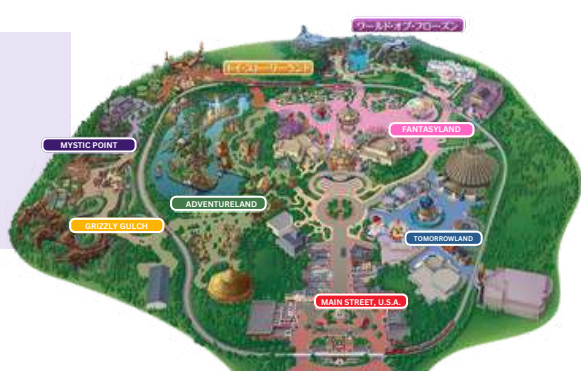 ワールド・オブ・フローズン
トイ・ストーリーランド
FANTASYLAND
MYSTIC POINT
ADVENTURELAND
GRIZZLY GULCH
TOMORROWLAND
MAIN STREET, U.S.A.